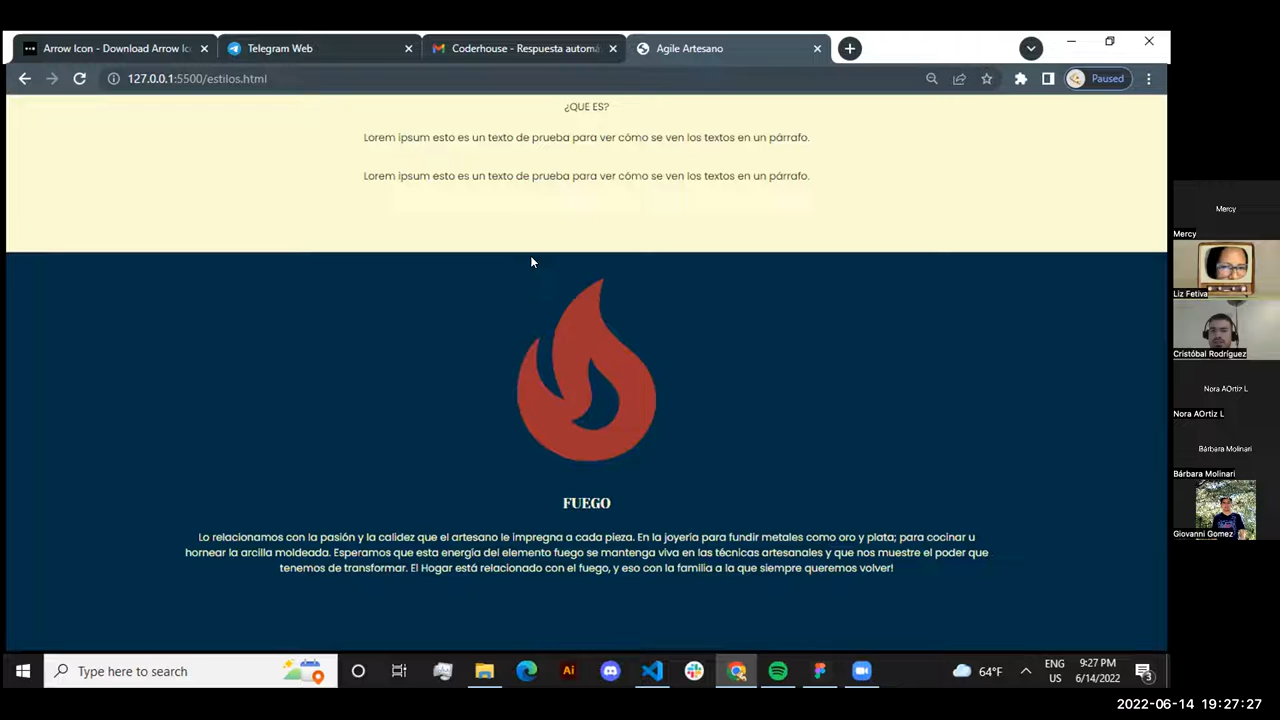 Arrow Icon - Download Arrow Ic
Telegram Web
Coderhouse - Respuesta automá
Agile Artesano
127.0.0.1:5500/estilos.html
Paused
¿QUE ES?
Lorem ipsum esto es un texto de prueba para ver cómo se ven los textos en un párrafo.
Lorem ipsum esto es un texto de prueba para ver cómo se ven los textos en un párrafo.
FUEGO
Lo relacionamos con la pasión y la calidez que el artesano le impregna a cada pieza. En la joyería para fundir metales como oro y plata; para cocinar u
hornear la arcilla moldeada. Esperamos que esta energía del elemento fuego se mantenga viva en las técnicas artesanales y que nos muestre el poder que
tenemos de transformar. El Hogar está relacionado con el fuego, y eso con la familia a la que siempre queremos volver!
Mercy
Mercy
Liz Fetiva
Cristóbal Rodríguez
Nora AOrtiz L
Nora AOrtiz L
Bárbara Molinari
Bárbara Molinari
Giovanni Gomez
Type here to search
Ai
64°F
ENG
US
9:27 PM
6/14/2022
3
2022-06-14 19:27:27